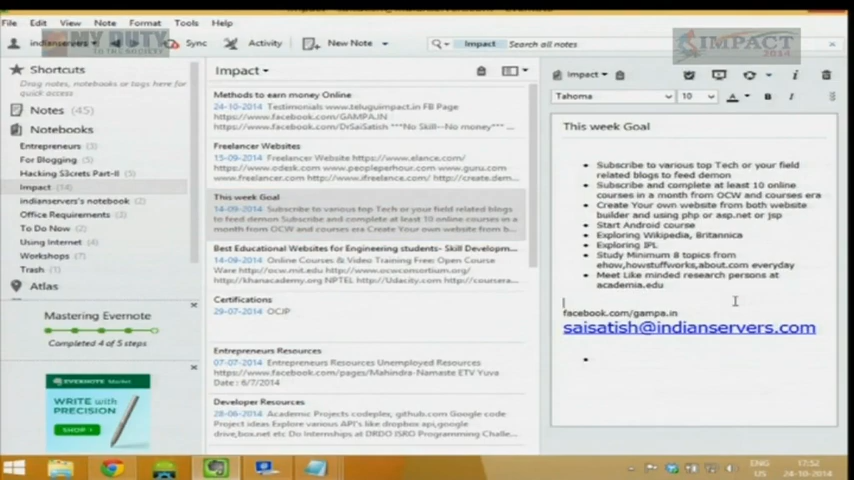 File Edit View Note Format Tools Help
indianservers
MY DUTY
TO THE SOCIETY
Sync
Activity
New Note
Impact
Search all notes
IMPACT
2014
Shortcuts
Drag notes, notebooks or tags here for
quick access
Notes (45)
Notebooks
Entrepreneurs (5)
For Blogging (5)
Hacking S3crets Part-II (3)
Impact (14)
indianservers's notebook (2)
Office Requirements (2)
To Do Now (2)
Using Internet (4)
Workshops (7)
Trash (1)
Atlas
Mastering Evernote
Completed 4 of 5 steps
EVERNOTE Market
WRITE with
PRECISION
SHOP
Impact
Methods to earn money Online
24-10-2014 Testimonials www.teluguimpact.in FB Page
https://www.facebook.com/GAMPA.IN
https://www.facebook.com/DrSaiSatish ***No Skill--No money** ...
Freelancer Websites
15-09-2014 Freelancer Website https://www.elance.com/
https://www.odesk.com www.peopleperhour.com www.guru.com
www.freelancer.com http://www.ifreelance.com/ http://create.dem...
This week Goal
14-09-2014 Subscribe to various top Tech or your field related blogs
to feed demon Subscribe and complete at least 10 online courses in a
month from OCW and courses era Create Your own website from b...
Best Educational Websites for Engineering students- Skill Developm...
14-08-2014 Online Courses & Video Training Free: Open Course
Ware http://ocw.mit.edu http://www.ocwconsortium.org/
http://khanacademy.org NPTEL http://Udacity.com http://coursera...
Certifications
29-07-2014 OCJP
Entrepreneurs Resources
07-07-2014 Entrepreneurs Resources Unemployed Resources
https://www.facebook.com/pages/Mahindra-Namaste ETV Yuva
Date : 6/7/2014
Developer Resources
28-06-2014 Academic Projects codeplex, github.com Google code
Project ideas Explore various API's like dropbox api,google
drive,box.net etc Do Internships at DRDO ISRO Programming Challe...
Impact
Tahoma
10
This week Goal
Subscribe to various top Tech or your field
related blogs to feed demon
Subscribe and complete at least 10 online
courses in a month from OCW and courses era
Create Your own website from both website
builder and using php or asp.net or jsp
Start Android course
Exploring Wikipedia, Britannica
Exploring IFL
Study Minimum 8 topics from
ehow,howstuffworks,about.com everyday
Meet Like minded research persons at
academia.edu
facebook.com/gampa.in
saisatish@indianservers.com
ENG
US
17:52
24-10-2014